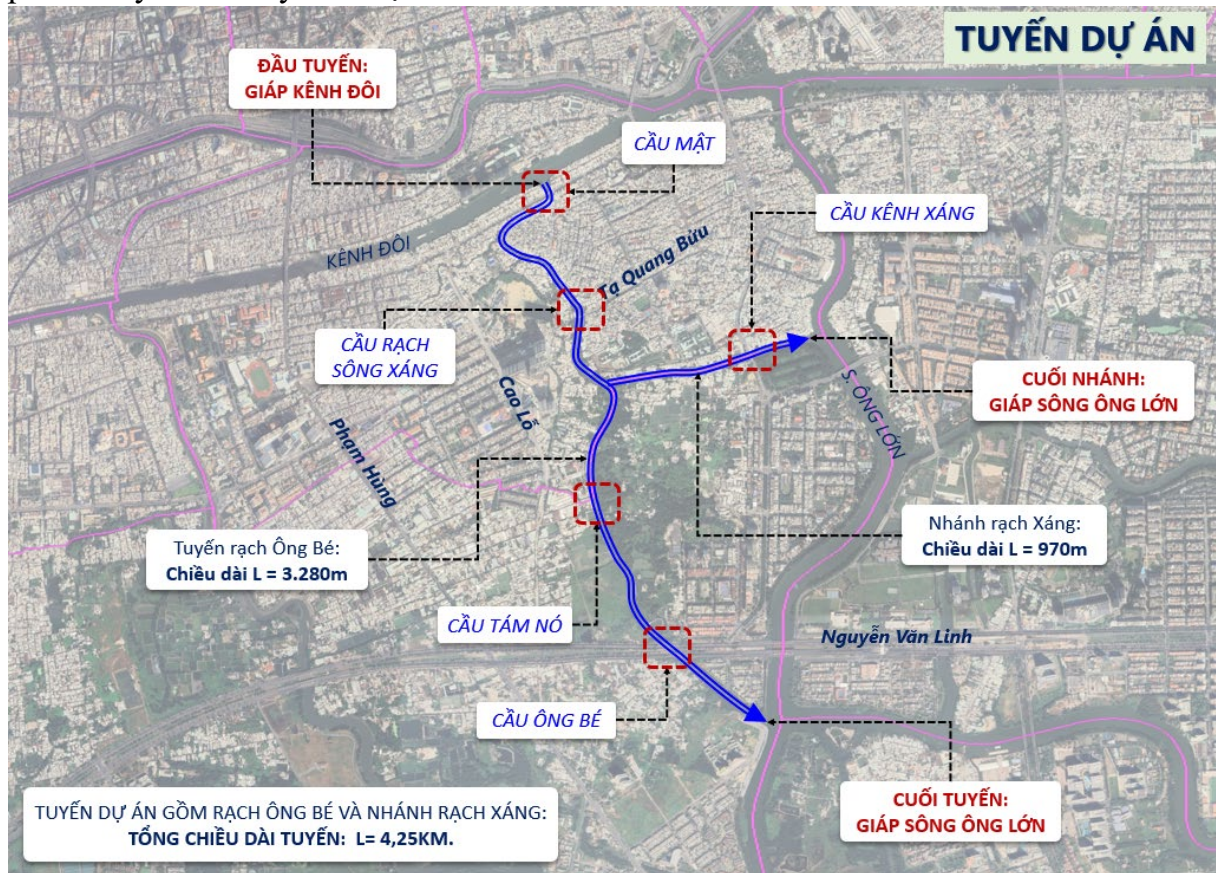 TUYẾN DỰ ÁN
ĐẦU TUYẾN:
GIÁP KÊNH ĐÔI
CẦU MẬT
CẦU KÊNH XÁNG
KÊNH ĐÔI
Tạ Quang Bửu
CẦU RẠCH
SÔNG XÁNG
Cao Lỗ
Phạm Hùng
S. ÔNG LỚN
CUỐI NHÁNH:
GIÁP SÔNG ÔNG LỚN
Tuyến rạch Ông Bé:
Chiều dài L = 3.280m
Nhánh rạch Xáng:
Chiều dài L = 970m
CẦU TÁM NÓ
Nguyễn Văn Linh
CẦU ÔNG BÉ
TUYẾN DỰ ÁN GỒM RẠCH ÔNG BÉ VÀ NHÁNH RẠCH XÁNG:
TỔNG CHIỀU DÀI TUYẾN: L= 4,25KM.
CUỐI TUYẾN:
GIÁP SÔNG ÔNG LỚN